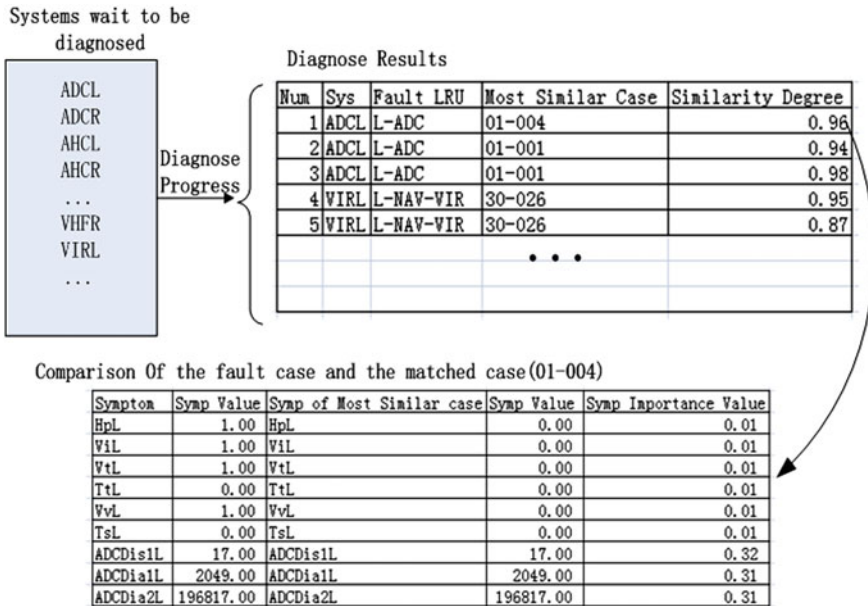 Systems wait to be
diagnosed
ADCL
ADCR
AHCL
AHCR
...
VHFR
VIRL
...
Diagnose
Progress
Diagnose Results
Num Sys Fault LRU Most Similar Case Similarity Degree
1 ADCL L-ADC 01-004 0.96
2 ADCL L-ADC 01-001 0.94
3 ADCL L-ADC 01-001 0.98
4 VIRL L-NAV-VIR 30-026 0.95
5 VIRL L-NAV-VIR 30-026 0.87
...
Comparison Of the fault case and the matched case(01-004)
Symptom Symp Value Symp of Most Similar case Symp Value Symp Importance Value
HpL 1.00 HpL 0.00 0.01
ViL 1.00 ViL 0.00 0.01
VtL 1.00 VtL 0.00 0.01
TtL 0.00 TtL 0.00 0.01
VvL 1.00 VvL 0.00 0.01
TsL 0.00 TsL 0.00 0.01
ADCDis1L 17.00 ADCDis1L 17.00 0.32
ADCDia1L 2049.00 ADCDia1L 2049.00 0.31
ADCDia2L 196817.00 ADCDia2L 196817.00 0.31